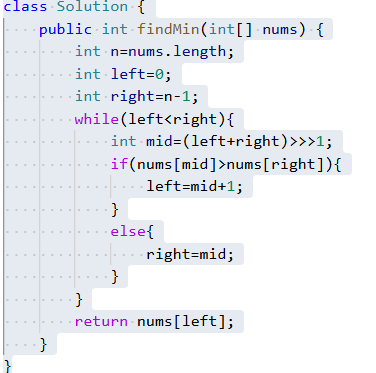 class Solution {
    public int findMin(int[] nums) {
        int n=nums.length;
        int left=0;
        int right=n-1;
        while(left<right){
            int mid=(left+right)>>>1;
            if(nums[mid]>nums[right]){
                left=mid+1;
            }
            else{
                right=mid;
            }
        }
        return nums[left];
    }
}